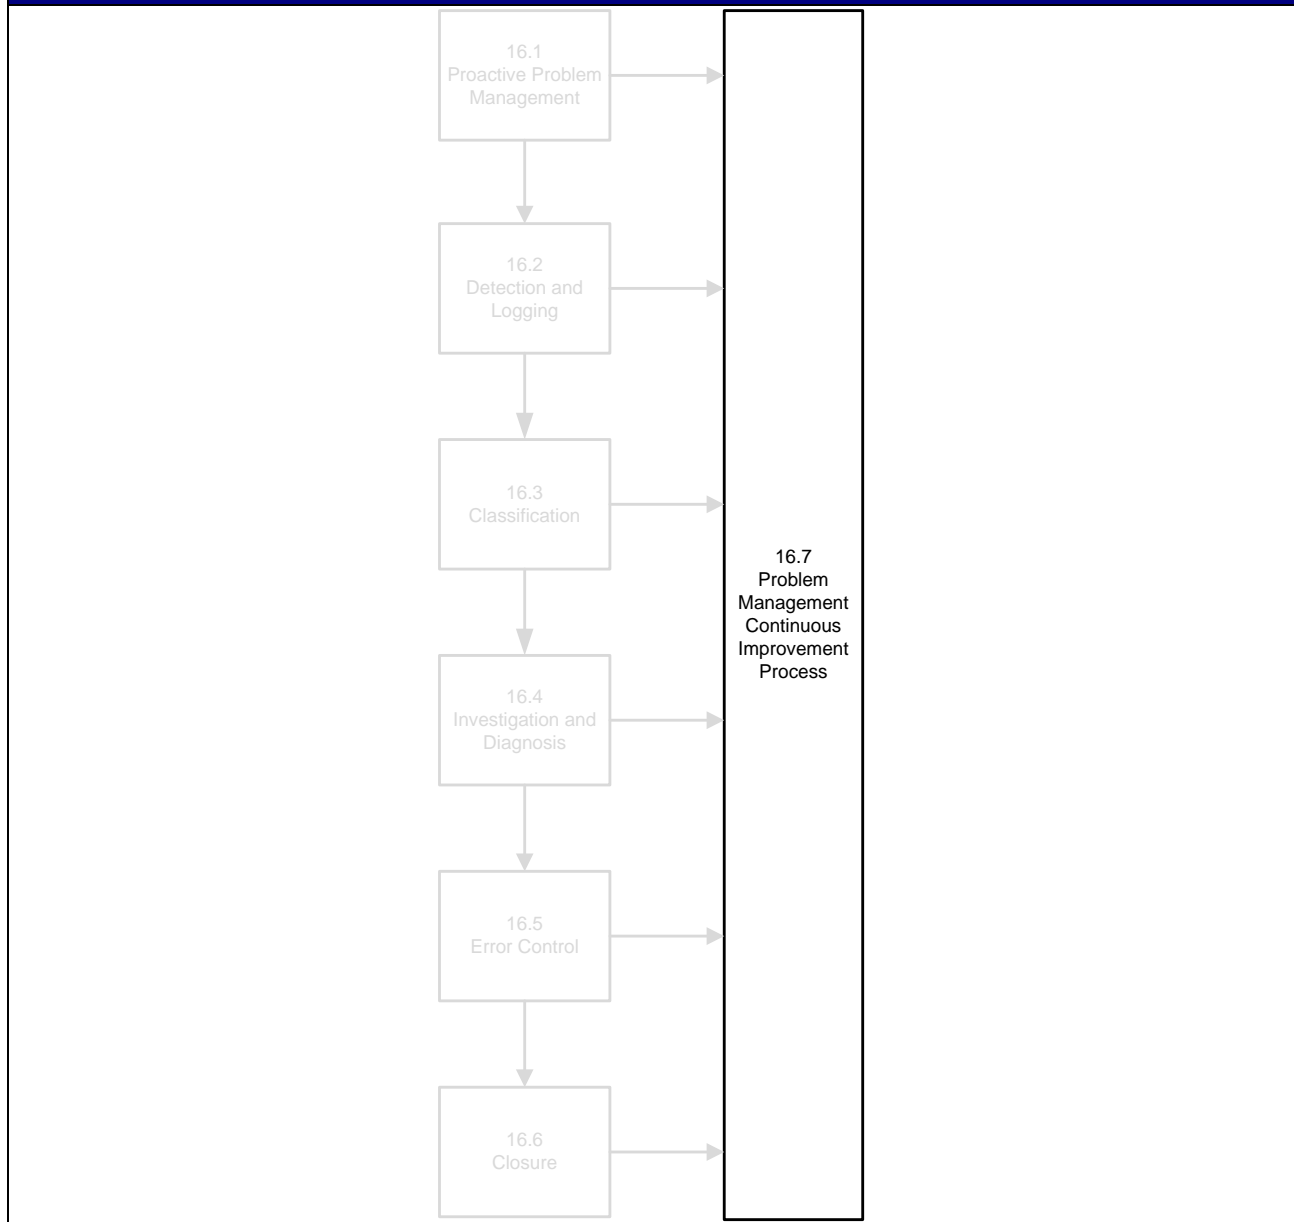 16.1
Proactive Problem
Management
16.2
Detection and
Logging
16.3
Classification
16.4
Investigation and
Diagnosis
16.5
Error Control
16.6
Closure
16.7
Problem
Management
Continuous
Improvement
Process